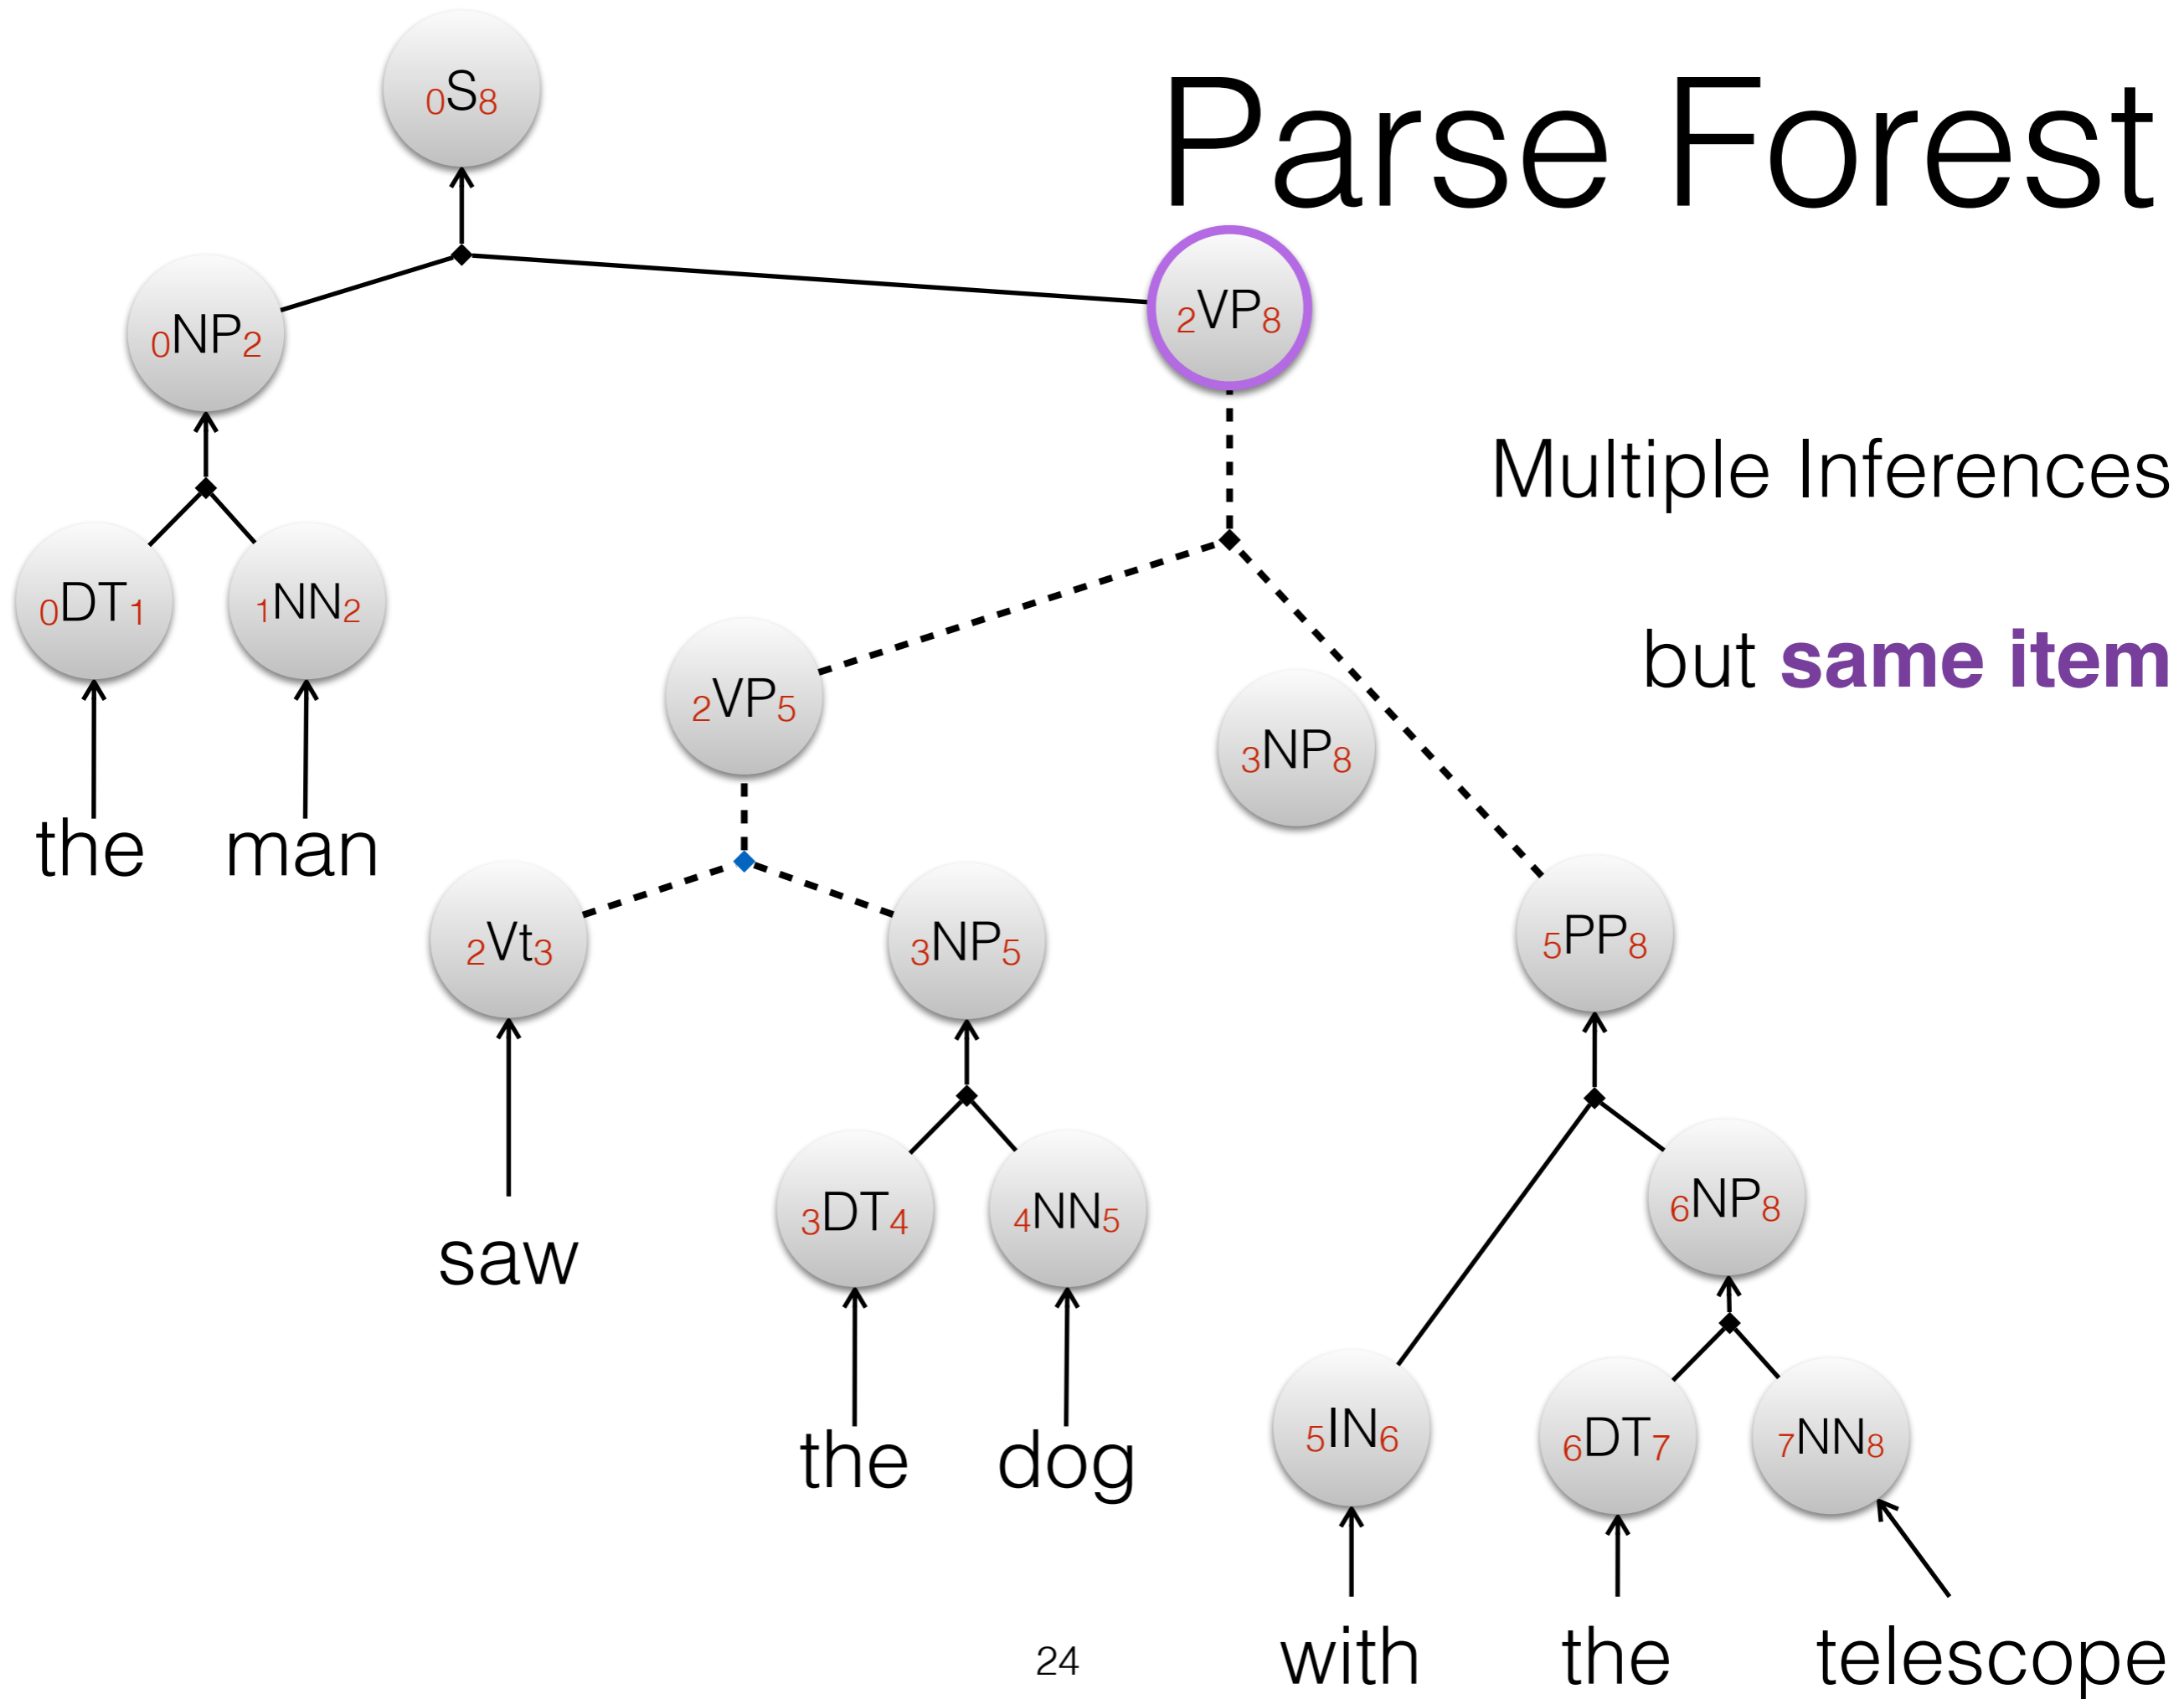 Parse Forest
0S8
0NP2
2VP8
Multiple Inferences
but same item
0DT1 1NN2
2VP5
3NP8
the man
2Vt3 3NP5 5PP8
saw
3DT4 4NN5 6NP8
the dog
5IN6 6DT7 7NN8
with the telescope
24